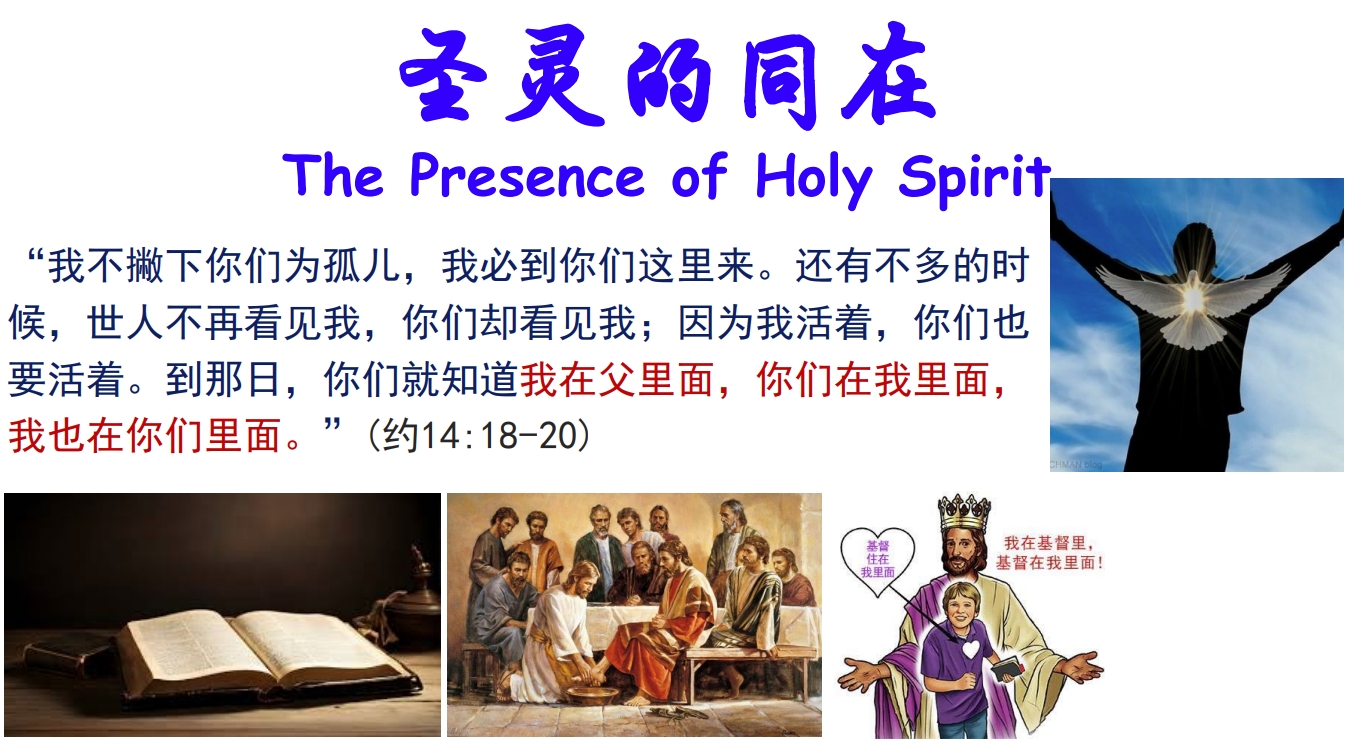 圣灵的同在
The Presence of Holy Spirit
“我不撇下你们为孤儿，我必到你们这里来。还有不多的时
候，世人不再看见我，你们却看见我；因为我活着，你们也
要活着。到那日，你们就知道我在父里面，你们在我里面，
我也在你们里面。”（约14:18-20）
CHMAN blog
基督
住在
我里面
我在基督里，
基督在我里面！